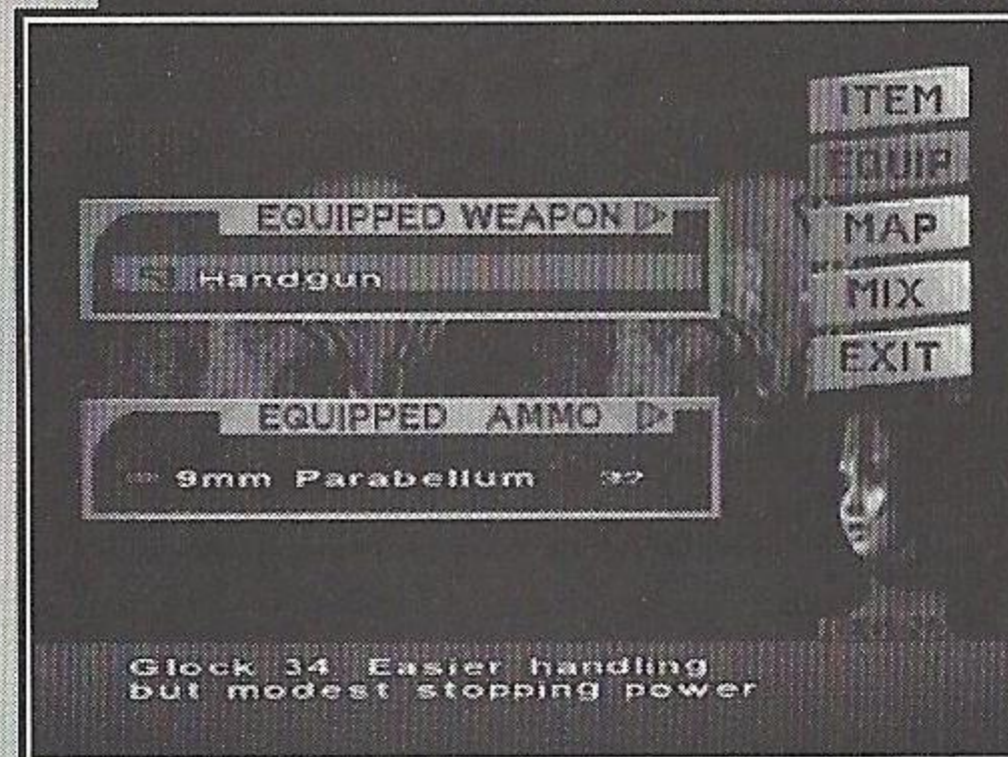 ITEM
EQUIP
MAP
MIX
EXIT
EQUIPPED WEAPON
Handgun
EQUIPPED AMMO
9mm Parabellum
Glock 34 Easier handling
but modest stopping power